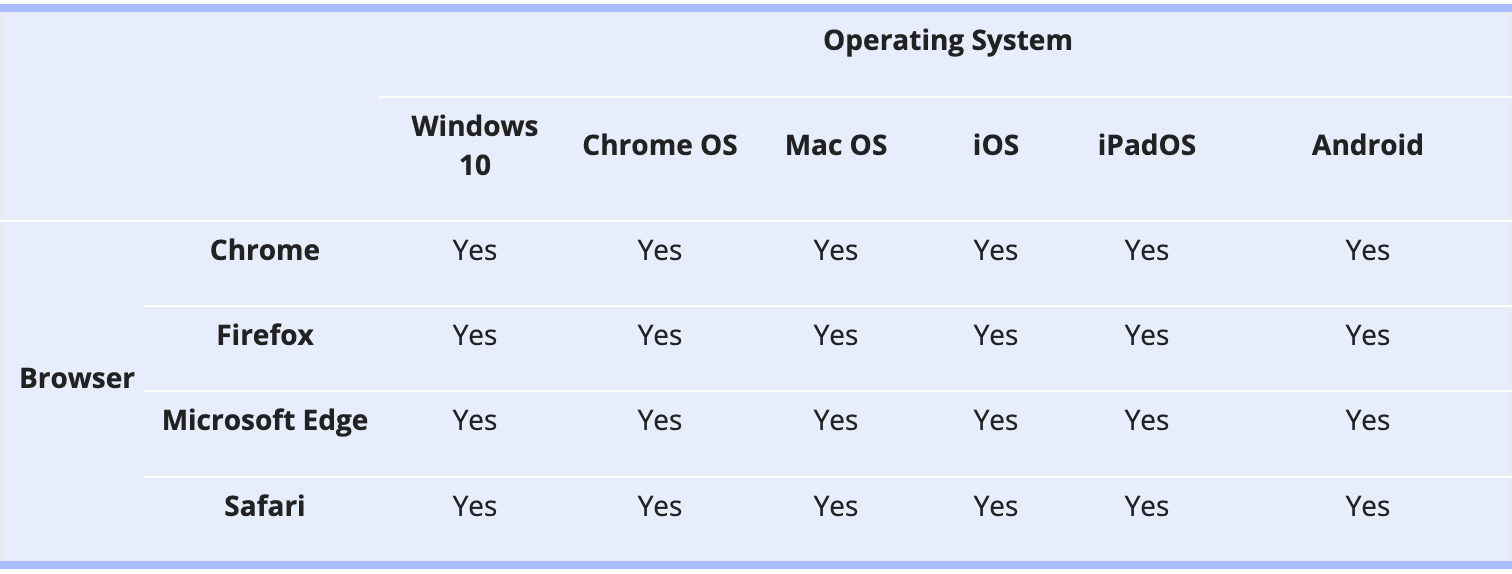 Operating System
Windows 10 Chrome OS Mac OS iOS iPadOS Android
Browser
Chrome Yes Yes Yes Yes Yes Yes
Firefox Yes Yes Yes Yes Yes Yes
Microsoft Edge Yes Yes Yes Yes Yes Yes
Safari Yes Yes Yes Yes Yes Yes